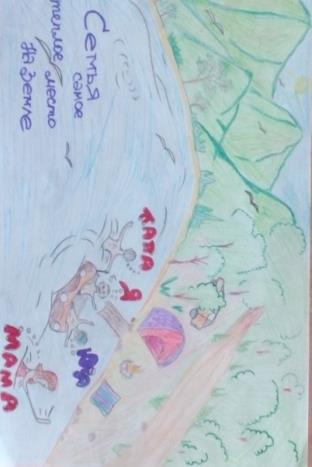 Семья
самое
теплое место
На земле
ПАПА
Я
МАМА